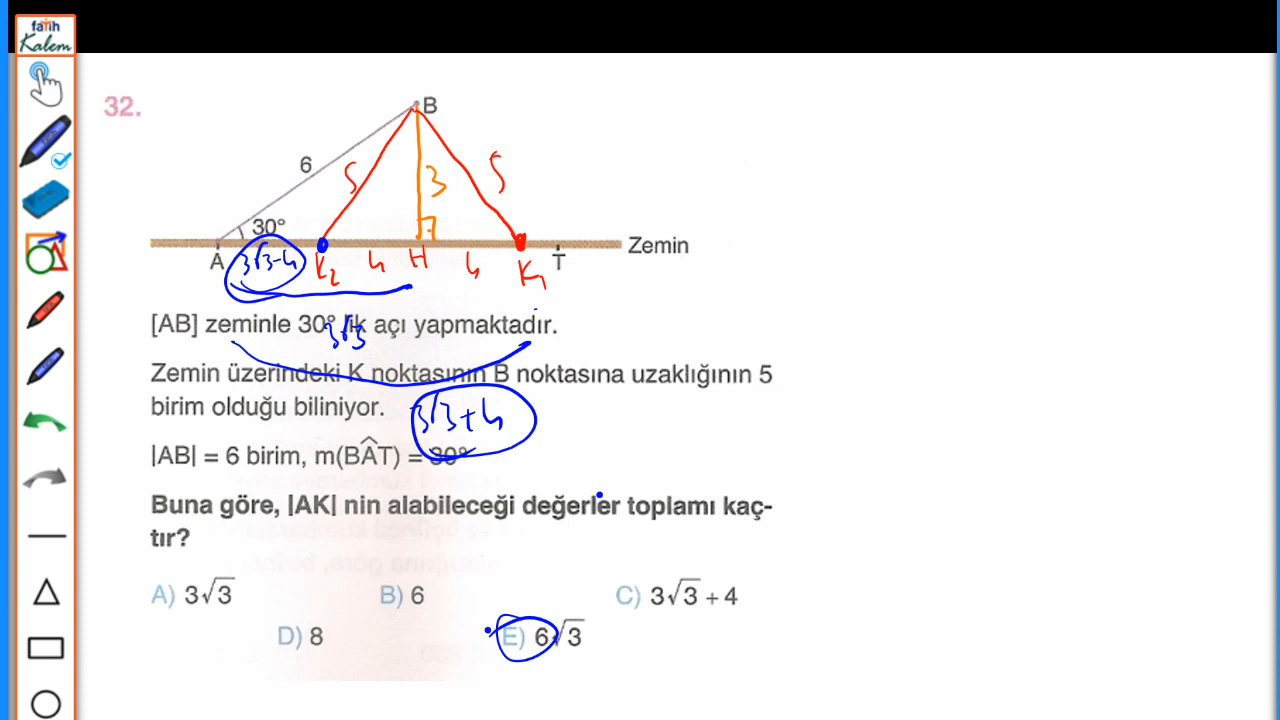 fatih
Kalem
32.
B
6
5
3
5
30°
Zemin
A
3√3-4
K2
4
H
4
K1
T
[AB] zeminle 30° lik açı yapmaktadır.
3√3
Zemin üzerindeki K noktasının B noktasına uzaklığının 5
birim olduğu biliniyor.
3√3+4
|AB| = 6 birim, m(BÂT) = 30°
Buna göre, |AK| nin alabileceği değerler toplamı kaç-
tır?
A) 3√3
B) 6
C) 3√3 + 4
D) 8
E) 6√3